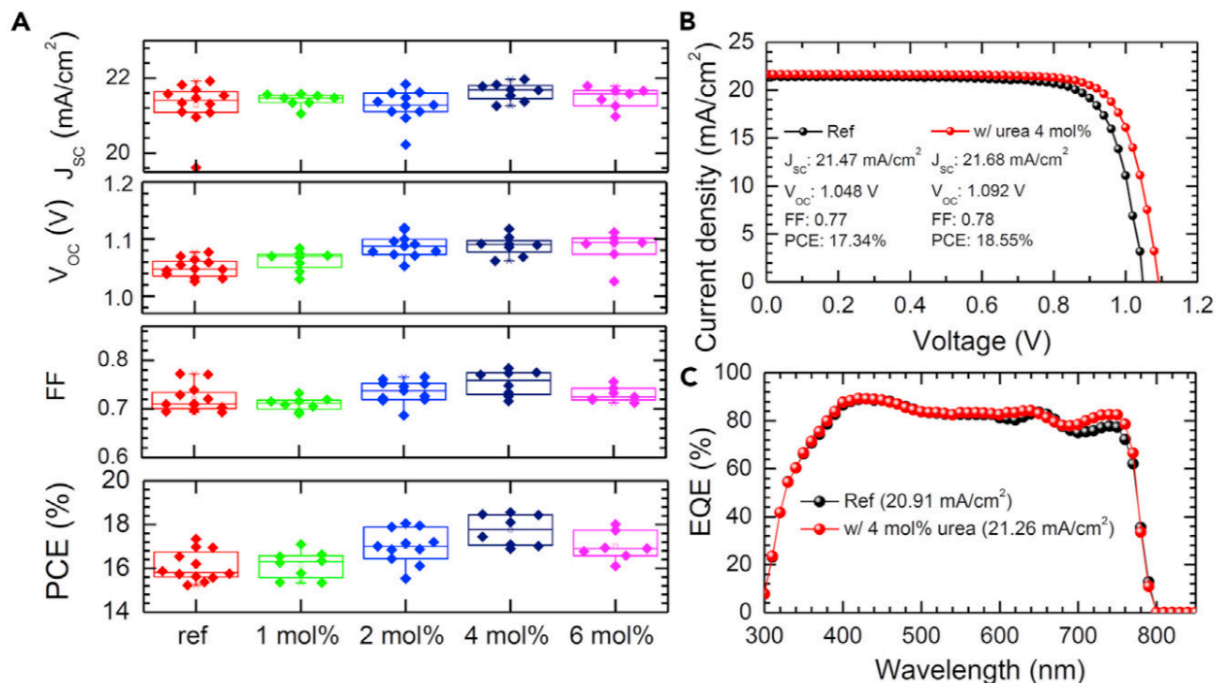 A
J_SC (mA/cm²)
22
20
V_OC (V)
1.2
1.1
1.0
FF
0.8
0.7
0.6
PCE (%)
20
18
16
14
ref 1 mol% 2 mol% 4 mol% 6 mol%
B
Current density (mA/cm²)
25
20
15
10
5
0
Ref w/ urea 4 mol%
J_SC: 21.47 mA/cm² J_SC: 21.68 mA/cm²
V_OC: 1.048 V V_OC: 1.092 V
FF: 0.77 FF: 0.78
PCE: 17.34% PCE: 18.55%
0.0 0.2 0.4 0.6 0.8 1.0 1.2
Voltage (V)
C
EQE (%)
100
80
60
40
20
0
Ref (20.91 mA/cm²)
w/ 4 mol% urea (21.26 mA/cm²)
300 400 500 600 700 800
Wavelength (nm)